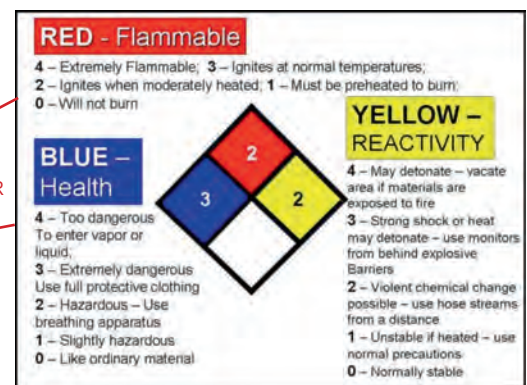 RED - Flammable
4 – Extremely Flammable; 3 – Ignites at normal temperatures;
2 – Ignites when moderately heated; 1 – Must be preheated to burn;
0 – Will not burn
BLUE –
Health
4 – Too dangerous
To enter vapor or
liquid;
3 – Extremely dangerous
Use full protective clothing
2 – Hazardous – Use
breathing apparatus
1 – Slightly hazardous
0 – Like ordinary material
2
3
2
YELLOW –
REACTIVITY
4 – May detonate – vacate
area if materials are
exposed to fire
3 – Strong shock or heat
may detonate – use monitors
from behind explosive
Barriers
2 – Violent chemical change
possible – use hose streams
from a distance
1 – Unstable if heated – use
normal precautions
0 – Normally stable
R